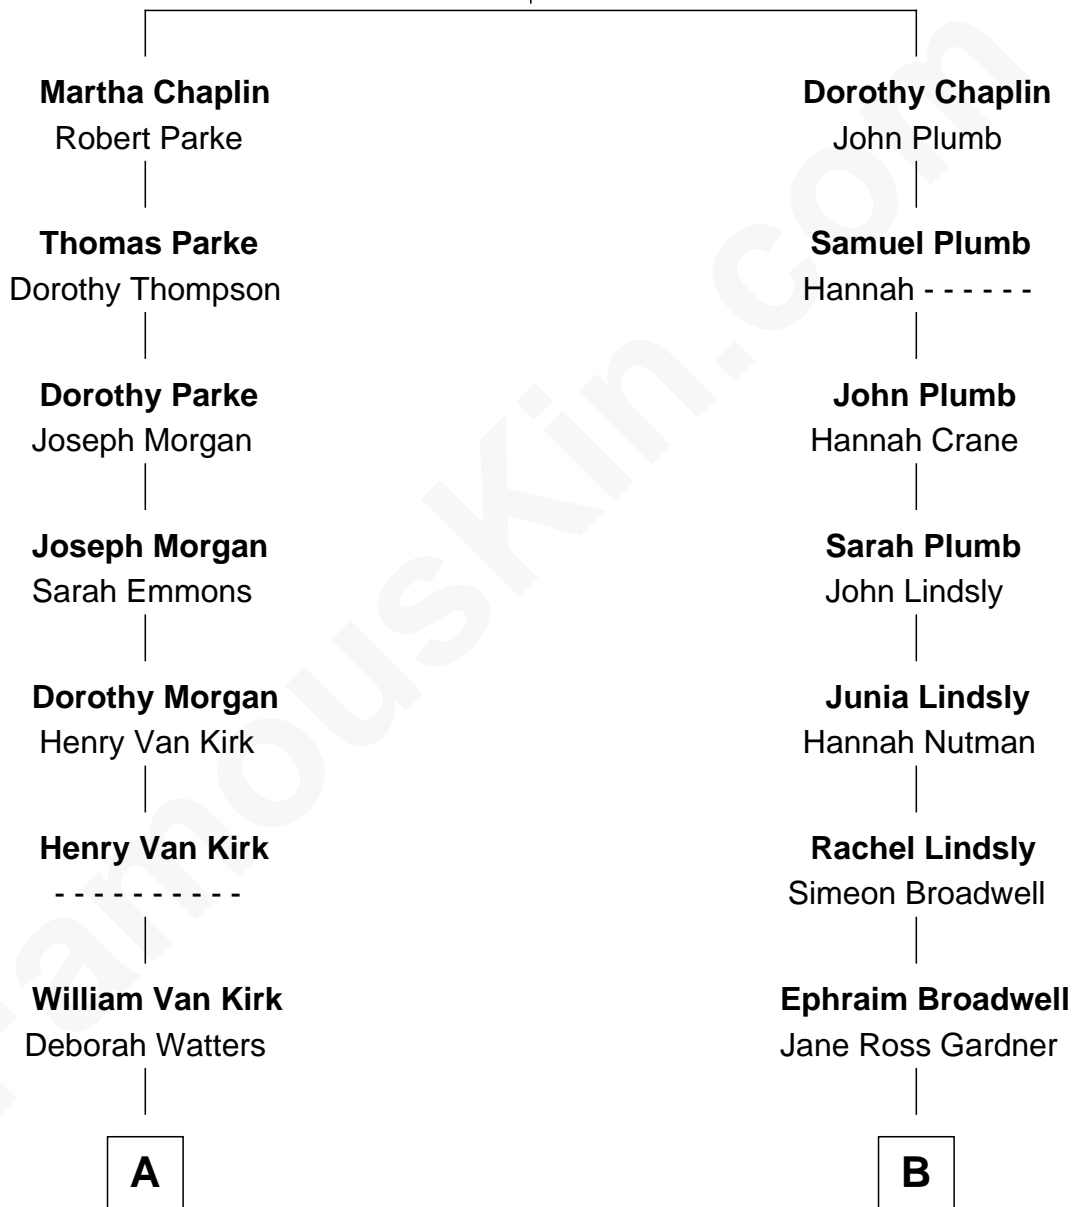 Martha Chaplin
Robert Parke
Thomas Parke
Dorothy Thompson
Dorothy Parke
Joseph Morgan
Joseph Morgan
Sarah Emmons
Dorothy Morgan
Henry Van Kirk
Henry Van Kirk
- - - - - - - - - -
William Van Kirk
Deborah Watters
A
Dorothy Chaplin
John Plumb
Samuel Plumb
Hannah - - - - - -
John Plumb
Hannah Crane
Sarah Plumb
John Lindsly
Junia Lindsly
Hannah Nutman
Rachel Lindsly
Simeon Broadwell
Ephraim Broadwell
Jane Ross Gardner
B
FamousKin.com